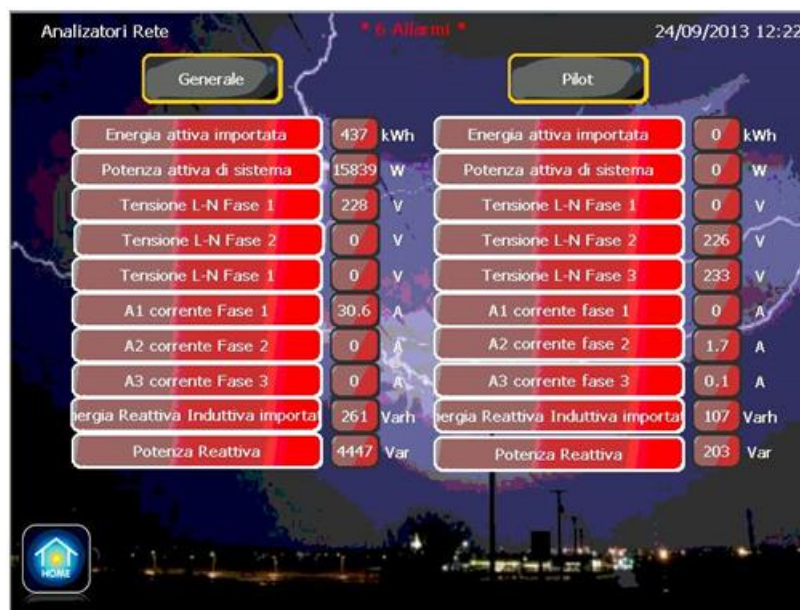 Analizatori Rete * 6 Allarmi * 24/09/2013 12:22
Generale Pilot
Energia attiva importata 437 kWh Energia attiva importata 0 kWh
Potenza attiva di sistema 15839 W Potenza attiva di sistema 0 W
Tensione L-N Fase 1 228 V Tensione L-N Fase 1 0 V
Tensione L-N Fase 2 0 V Tensione L-N Fase 2 226 V
Tensione L-N Fase 1 0 V Tensione L-N Fase 3 233 V
A1 corrente Fase 1 30.6 A A1 corrente fase 1 0 A
A2 corrente Fase 2 0 A A2 corrente fase 2 1.7 A
A3 corrente Fase 3 0 A A3 corrente fase 3 0.1 A
nergia Reattiva Induttiva importat 261 Varh nergia Reattiva Induttiva importat 107 Varh
Potenza Reattiva 4447 Var Potenza Reattiva 203 Var
HOME